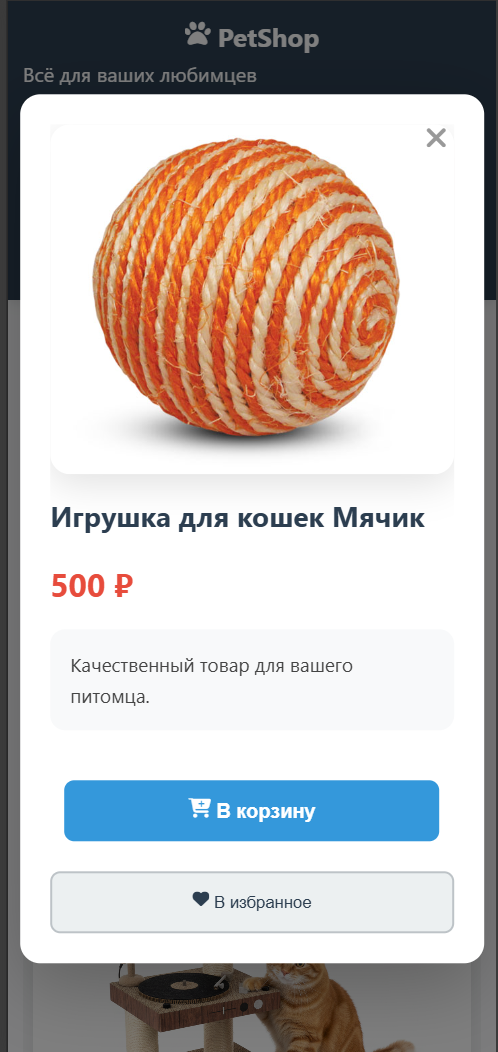 PetShop
Всё для ваших любимцев
Игрушка для кошек Мячик
500 ₽
Качественный товар для вашего
питомца.
В корзину
В избранное